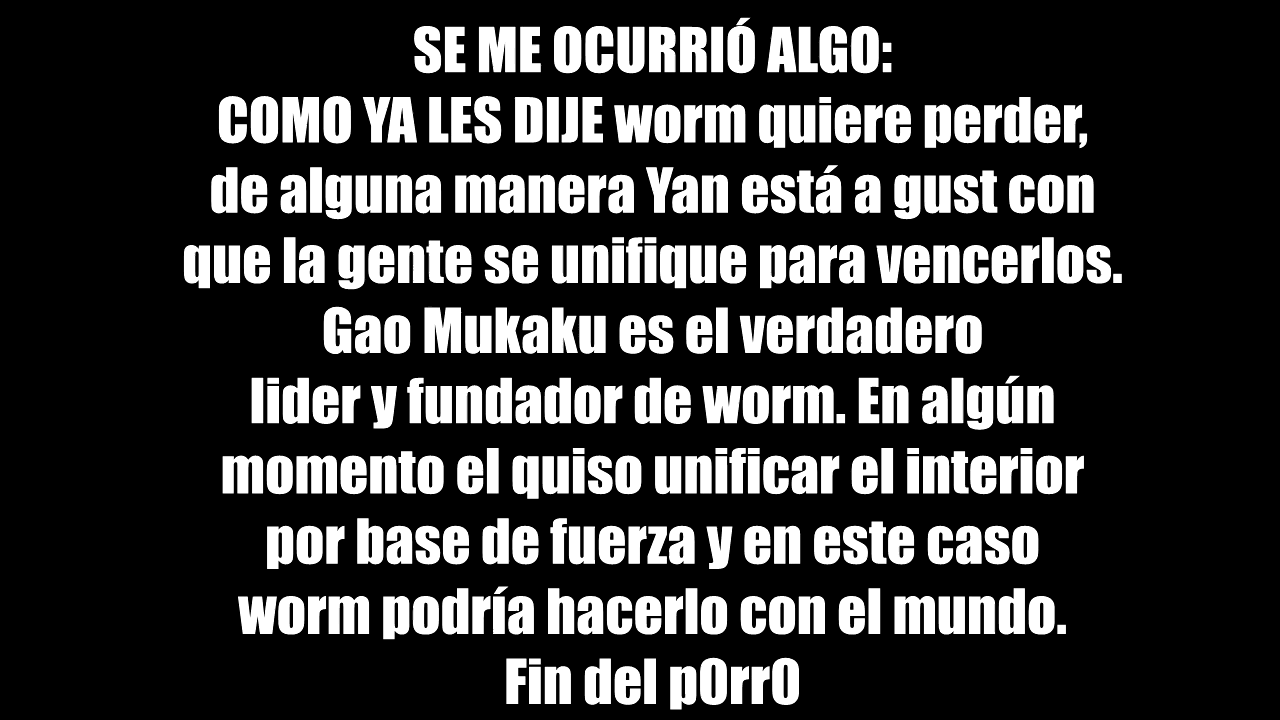 SE ME OCURRIÓ ALGO:
COMO YA LES DIJE worm quiere perder,
de alguna manera Yan está a gust con
que la gente se unifique para vencerlos.
Gao Mukaku es el verdadero
lider y fundador de worm. En algún
momento el quiso unificar el interior
por base de fuerza y en este caso
worm podría hacerlo con el mundo.
Fin del p0rr0